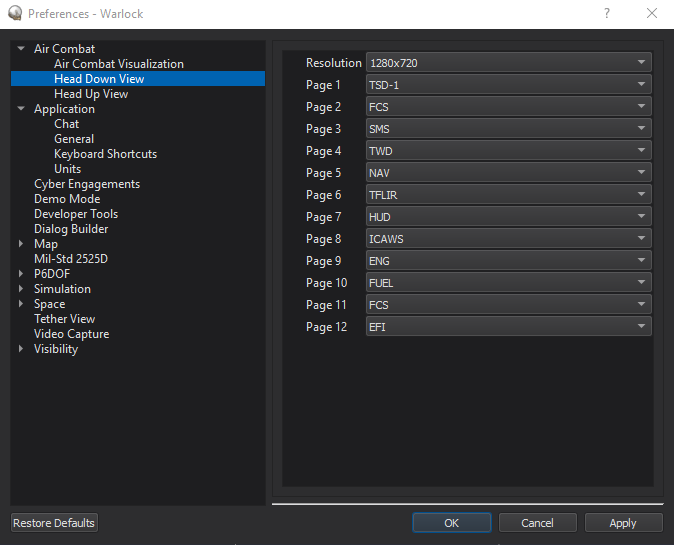 Preferences - Warlock
?
Air Combat
Air Combat Visualization
Head Down View
Head Up View
Application
Chat
General
Keyboard Shortcuts
Units
Cyber Engagements
Demo Mode
Developer Tools
Dialog Builder
Map
Mil-Std 2525D
P6DOF
Simulation
Space
Tether View
Video Capture
Visibility
Resolution 1280x720
Page 1 TSD-1
Page 2 FCS
Page 3 SMS
Page 4 TWD
Page 5 NAV
Page 6 TFLIR
Page 7 HUD
Page 8 ICAWS
Page 9 ENG
Page 10 FUEL
Page 11 FCS
Page 12 EFI
Restore Defaults OK Cancel Apply